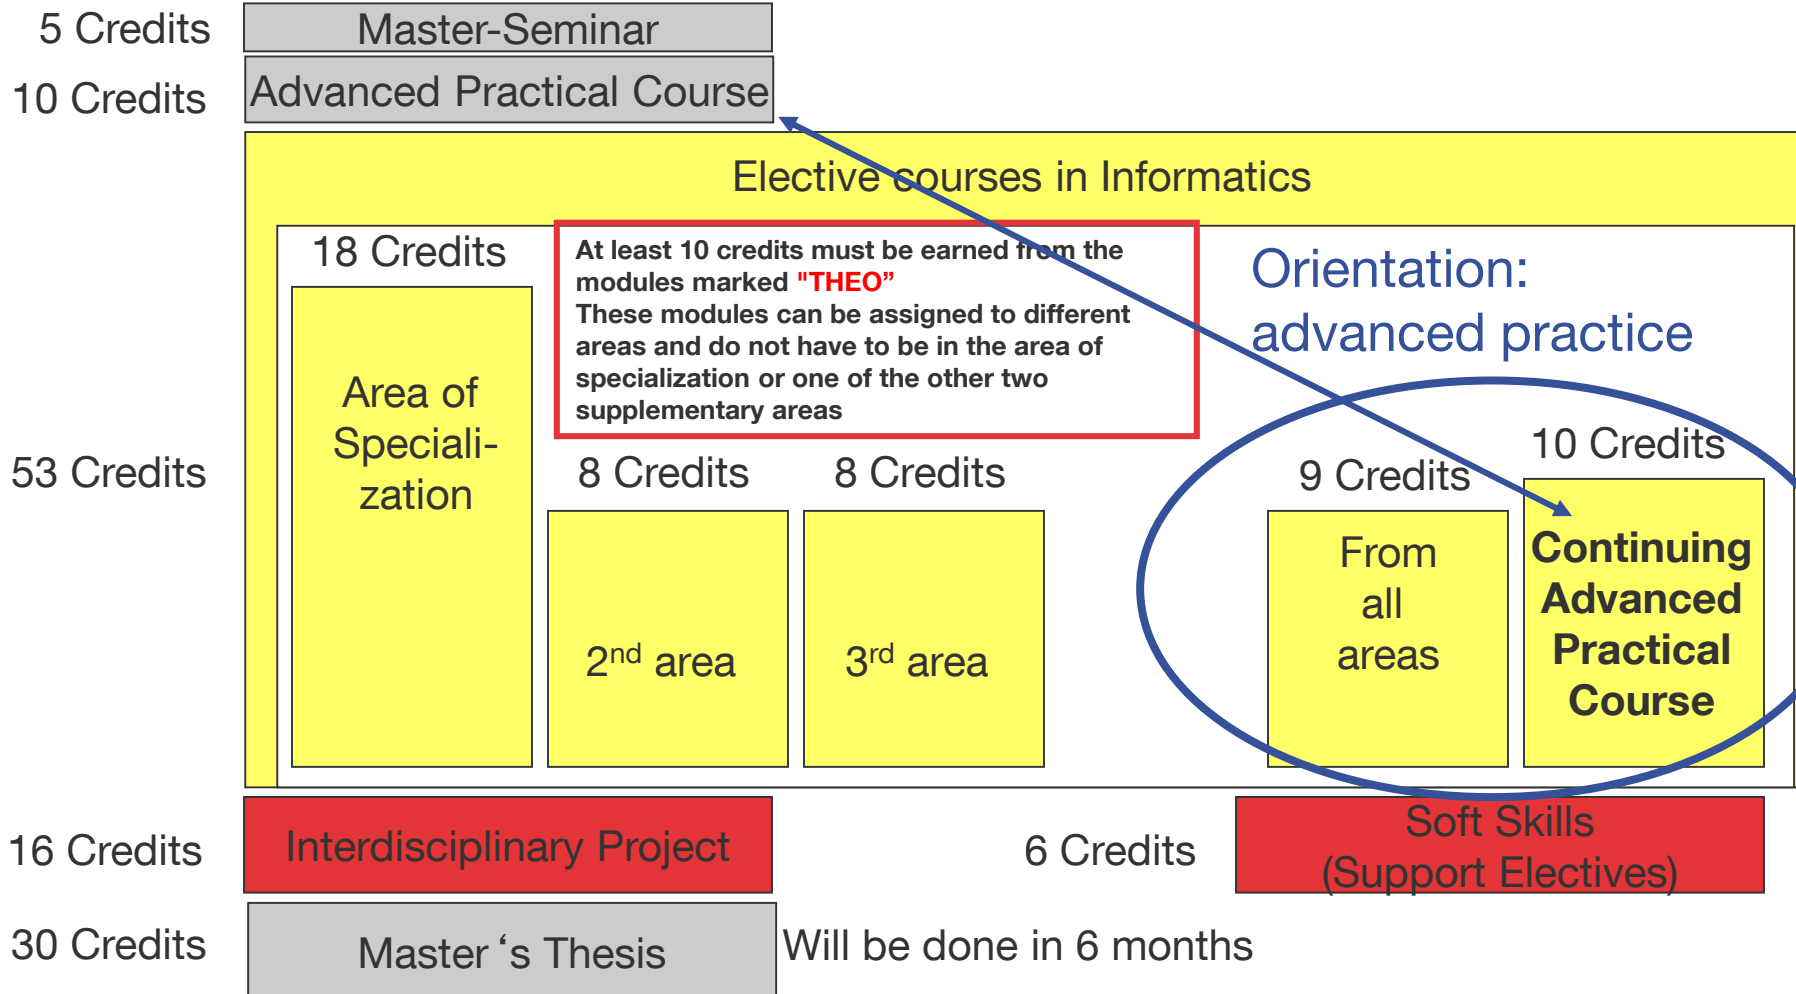 5 Credits
Master-Seminar
10 Credits
Advanced Practical Course
Elective courses in Informatics
53 Credits
18 Credits
Area of
Speciali-
zation
At least 10 credits must be earned from the
modules marked "THEO”
These modules can be assigned to different
areas and do not have to be in the area of
specialization or one of the other two
supplementary areas
8 Credits
2nd area
8 Credits
3rd area
Orientation:
advanced practice
9 Credits
From
all
areas
10 Credits
Continuing
Advanced
Practical
Course
16 Credits
Interdisciplinary Project
6 Credits
Soft Skills
(Support Electives)
30 Credits
Master‘s Thesis
Will be done in 6 months